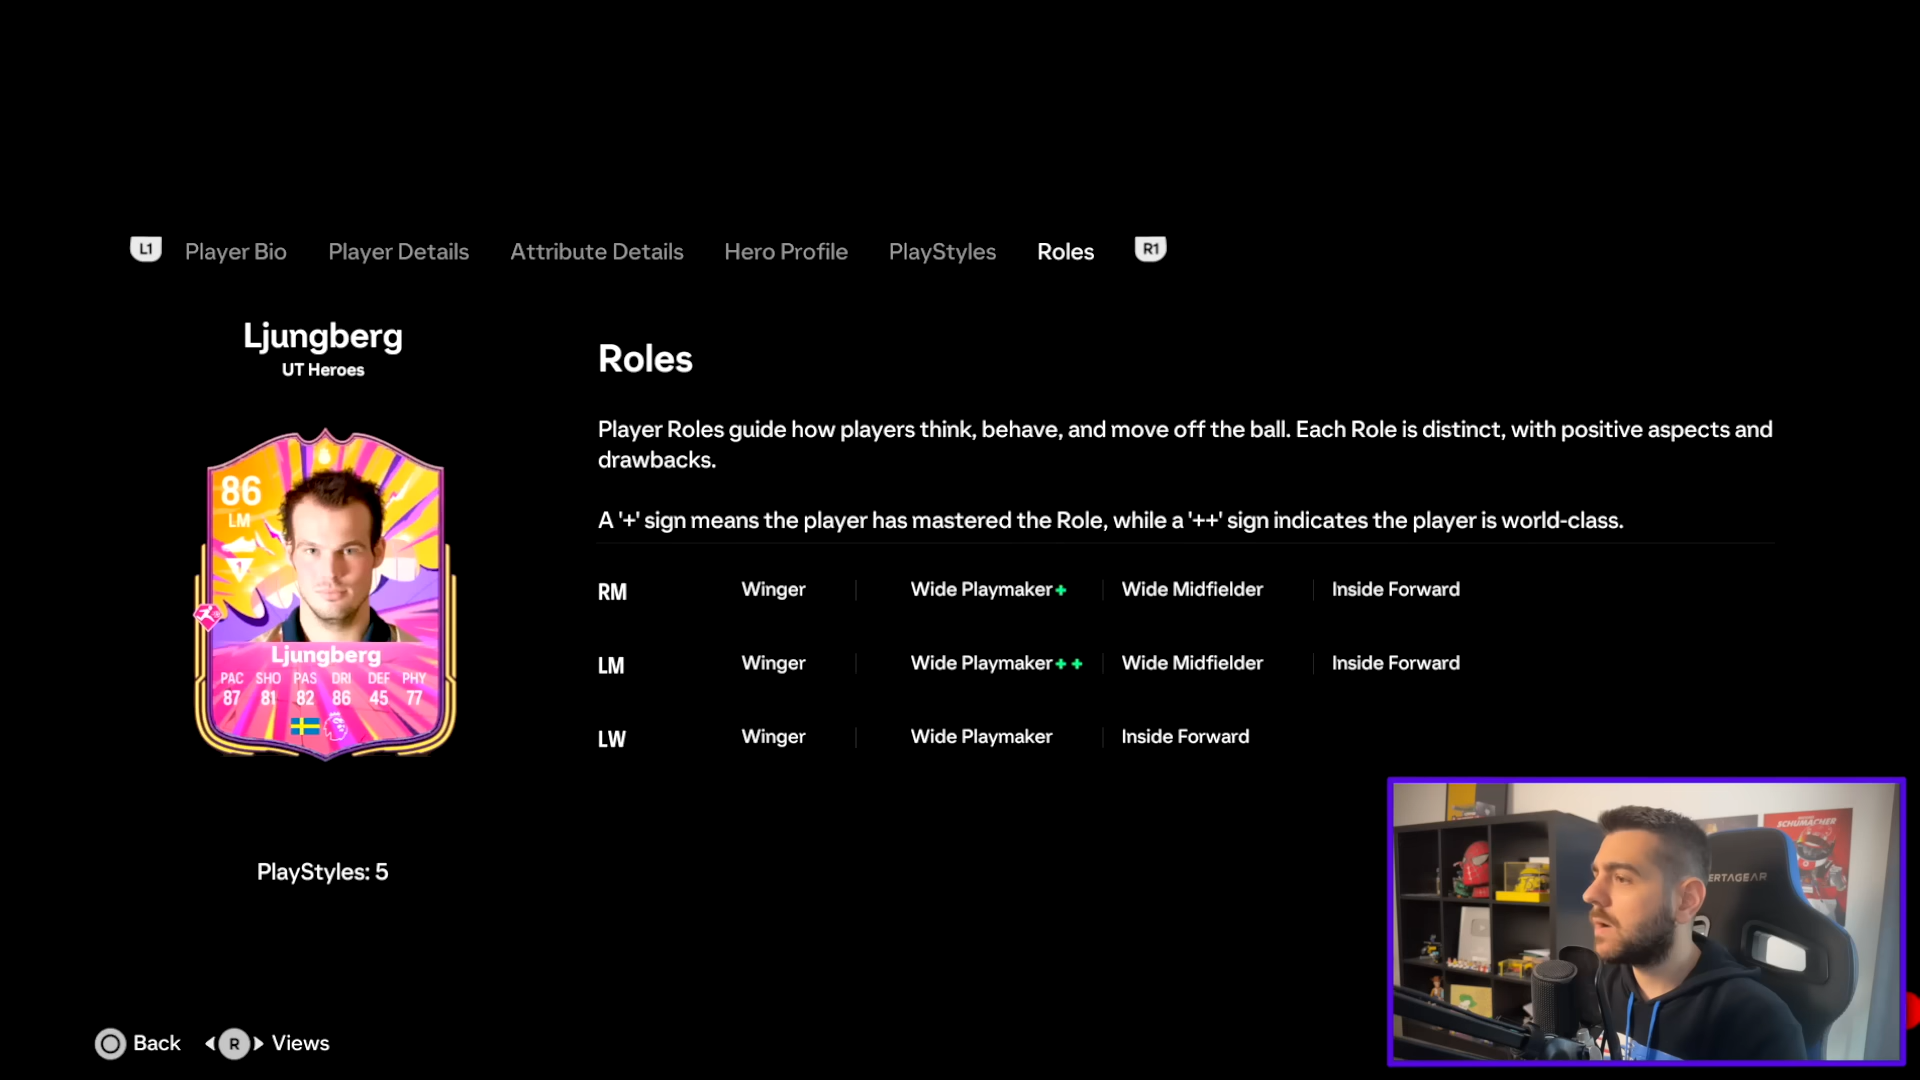 L1 Player Bio Player Details Attribute Details Hero Profile PlayStyles Roles R1
Ljungberg
UT Heroes
86
LM
1
Ljungberg
PAC SHO PAS DRI DEF PHY
87 81 82 86 45 77
PlayStyles: 5
Roles
Player Roles guide how players think, behave, and move off the ball. Each Role is distinct, with positive aspects and
drawbacks.
A '+' sign means the player has mastered the Role, while a '++' sign indicates the player is world-class.
RM Winger Wide Playmaker+ Wide Midfielder Inside Forward
LM Winger Wide Playmaker++ Wide Midfielder Inside Forward
LW Winger Wide Playmaker Inside Forward
SCHUMACHER
ERTAGEAR
Back R Views